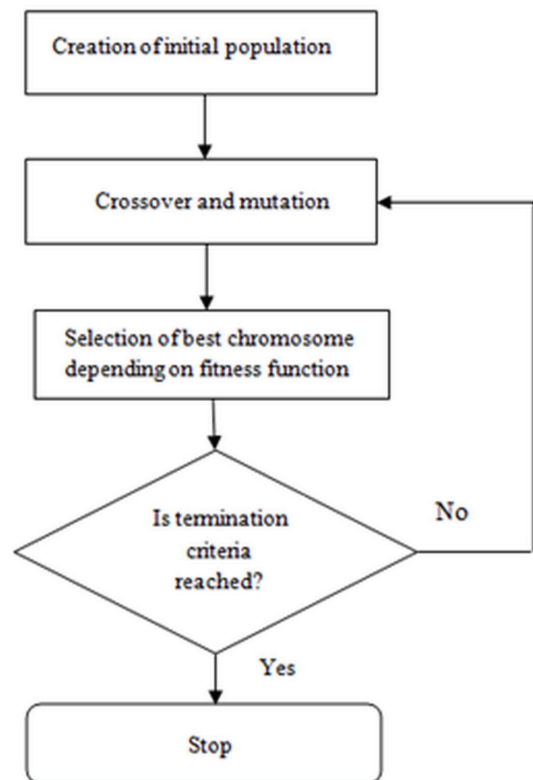 Creation of initial population
Crossover and mutation
Selection of best chromosome
depending on fitness function
Is termination
criteria
reached?
No
Yes
Stop